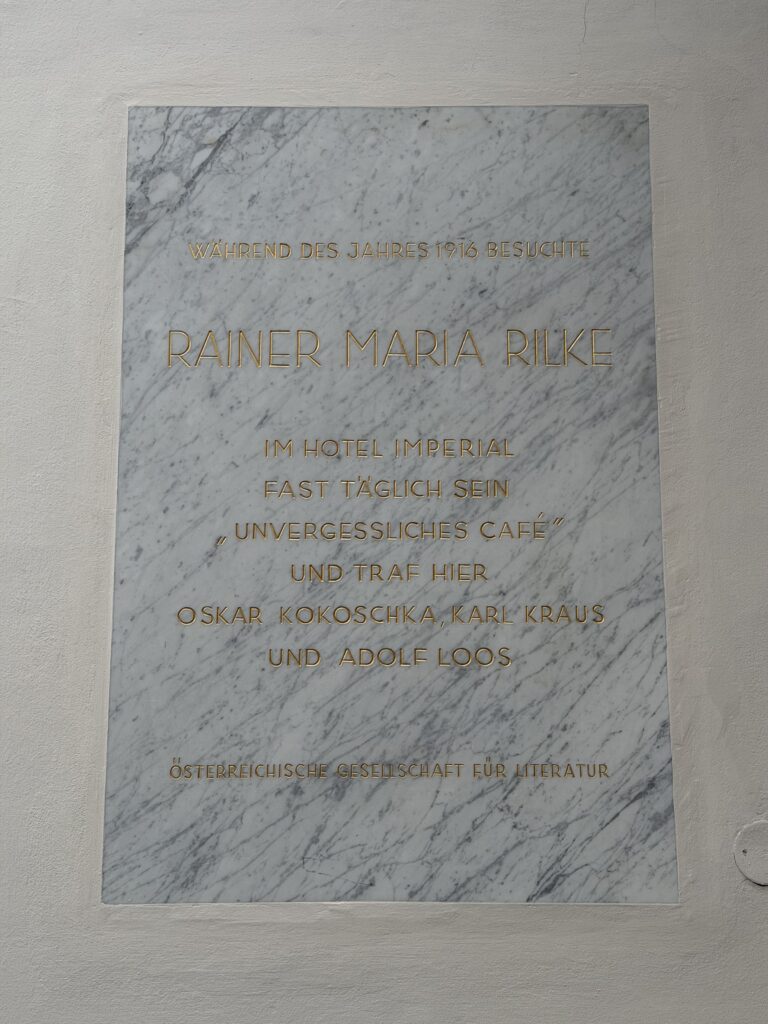 WÄHREND DES JAHRES 1916 BESUCHTE
RAINER MARIA RILKE
IM HOTEL IMPERIAL
FAST TÄGLICH SEIN
„UNVERGESSLICHES CAFÉ”
UND TRAF HIER
OSKAR KOKOSCHKA, KARL KRAUS
UND ADOLF LOOS
ÖSTERREICHISCHE GESELLSCHAFT FÜR LITERATUR